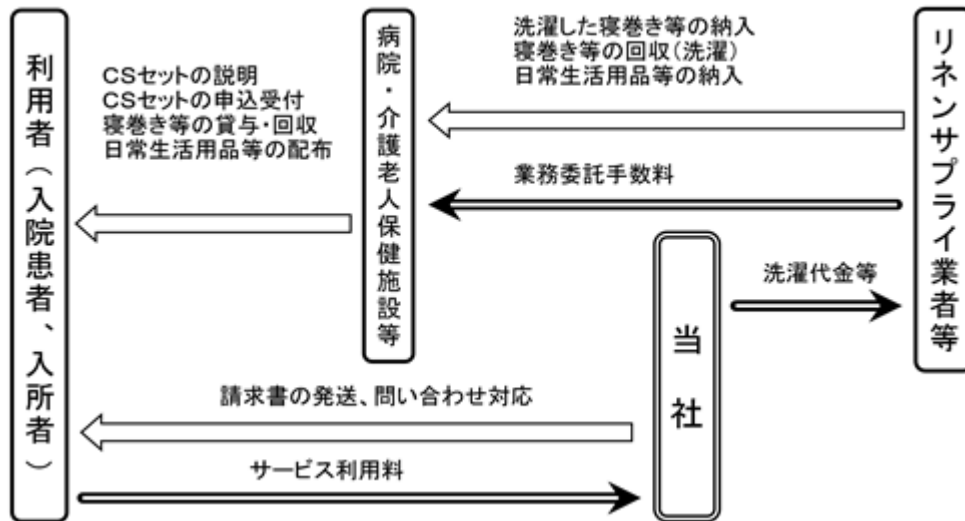 利用者（入院患者、入所者）
CSセットの説明
CSセットの申込受付
寝巻き等の貸与・回収
日常生活用品等の配布
病院・介護老人保健施設等
洗濯した寝巻き等の納入
寝巻き等の回収（洗濯）
日常生活用品等の納入
業務委託手数料
リネンサプライ業者等
洗濯代金等
当社
請求書の発送、問い合わせ対応
サービス利用料